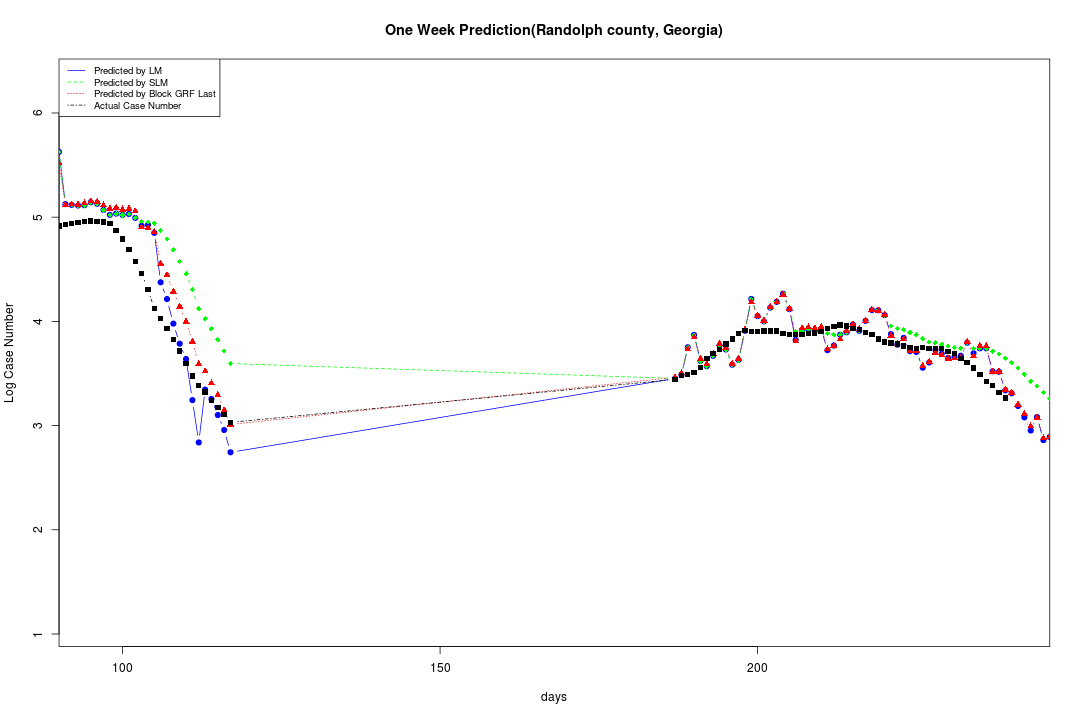 One Week Prediction(Randolph county, Georgia)
Predicted by LM
Predicted by SLM
Predicted by Block GRF Last
Actual Case Number
Log Case Number
6
5
4
3
2
1
100 150 200
days